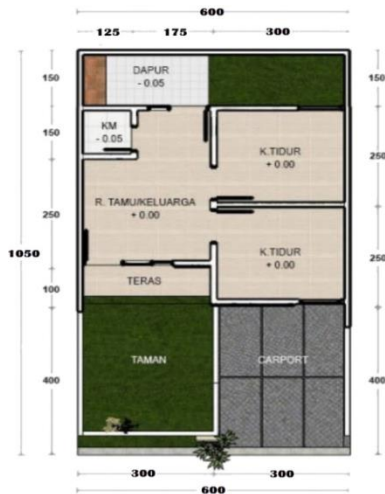 600
125 175 300
150 DAPUR 150
- 0.05
150 KM
- 0.05
K.TIDUR 250
+ 0.00
250 R. TAMU/KELUARGA
+ 0.00
1050
K.TIDUR 250
+ 0.00
100 TERAS
TAMAN CARPORT
400 400
300 300
600